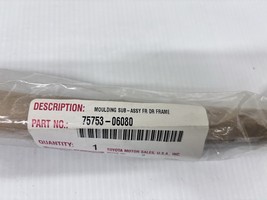 DESCRIPTION: MOULDING SUB-ASSY FR DR FRAME
PART NO.: 75753-06080
QUANTITY: 1 TOYOTA MOTOR SALES, U.S.A., INC